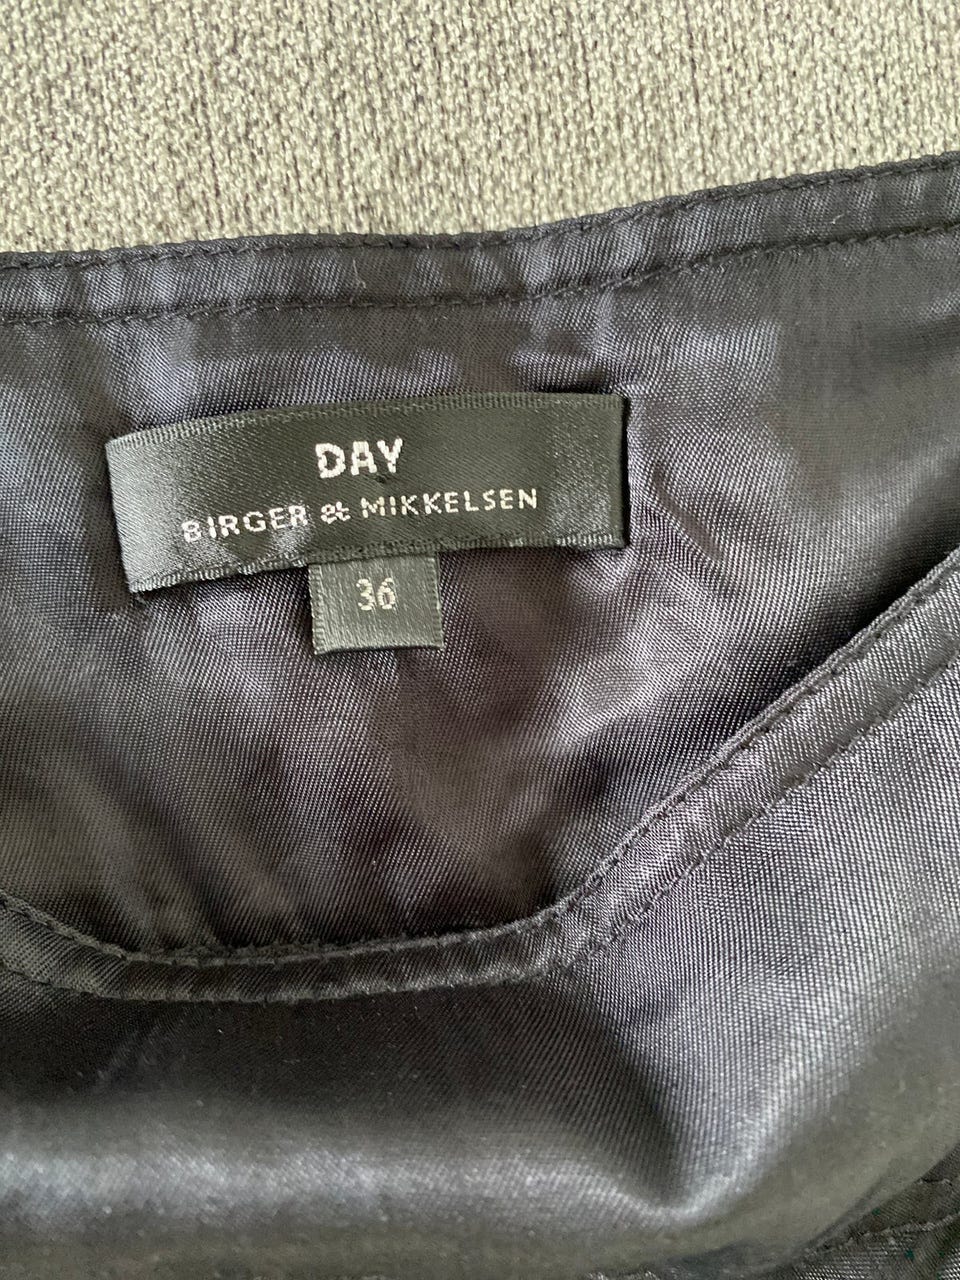 DAY
BIRGER et MIKKELSEN
36